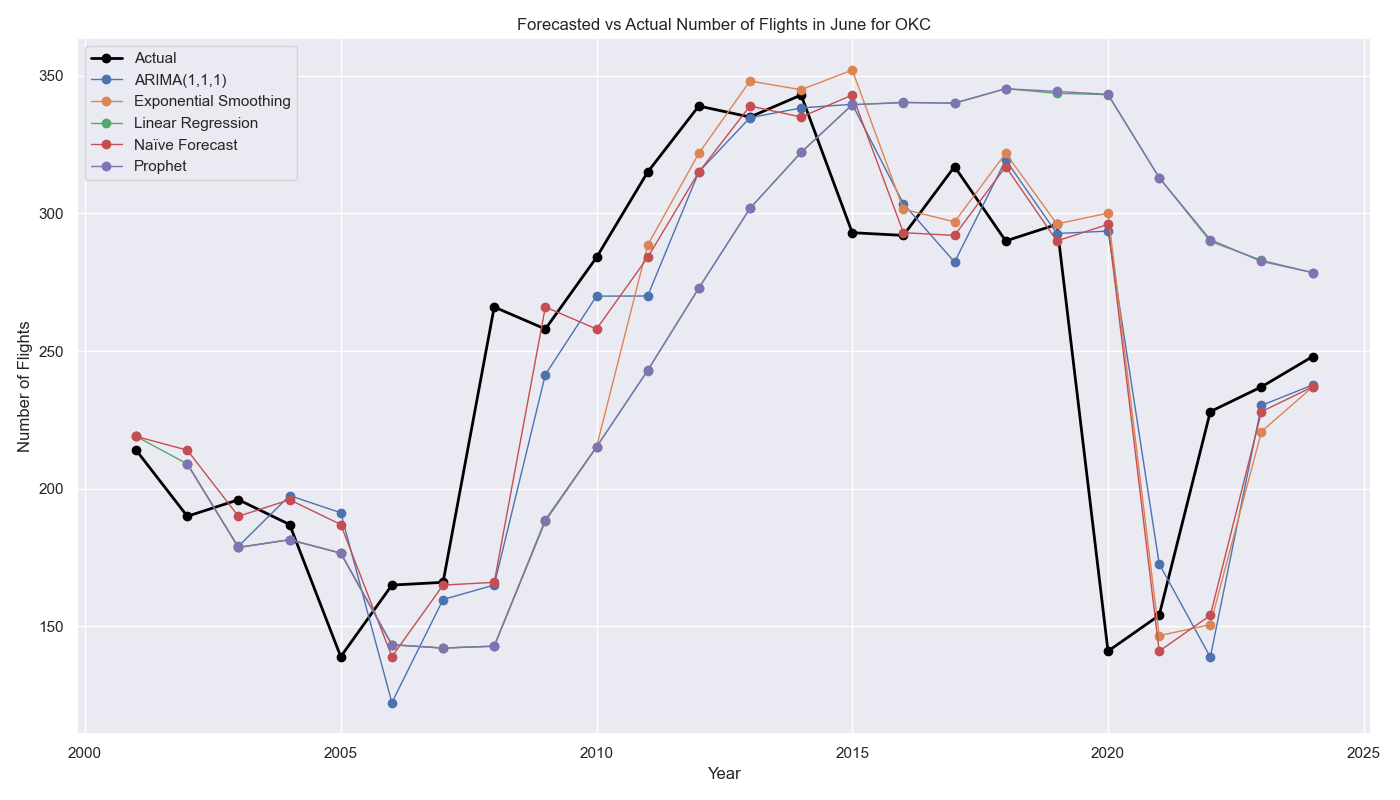 Forecasted vs Actual Number of Flights in June for OKC
Actual
ARIMA(1,1,1)
Exponential Smoothing
Linear Regression
Naïve Forecast
Prophet
Number of Flights
350
300
250
200
150
2000
2005
2010
2015
2020
2025
Year